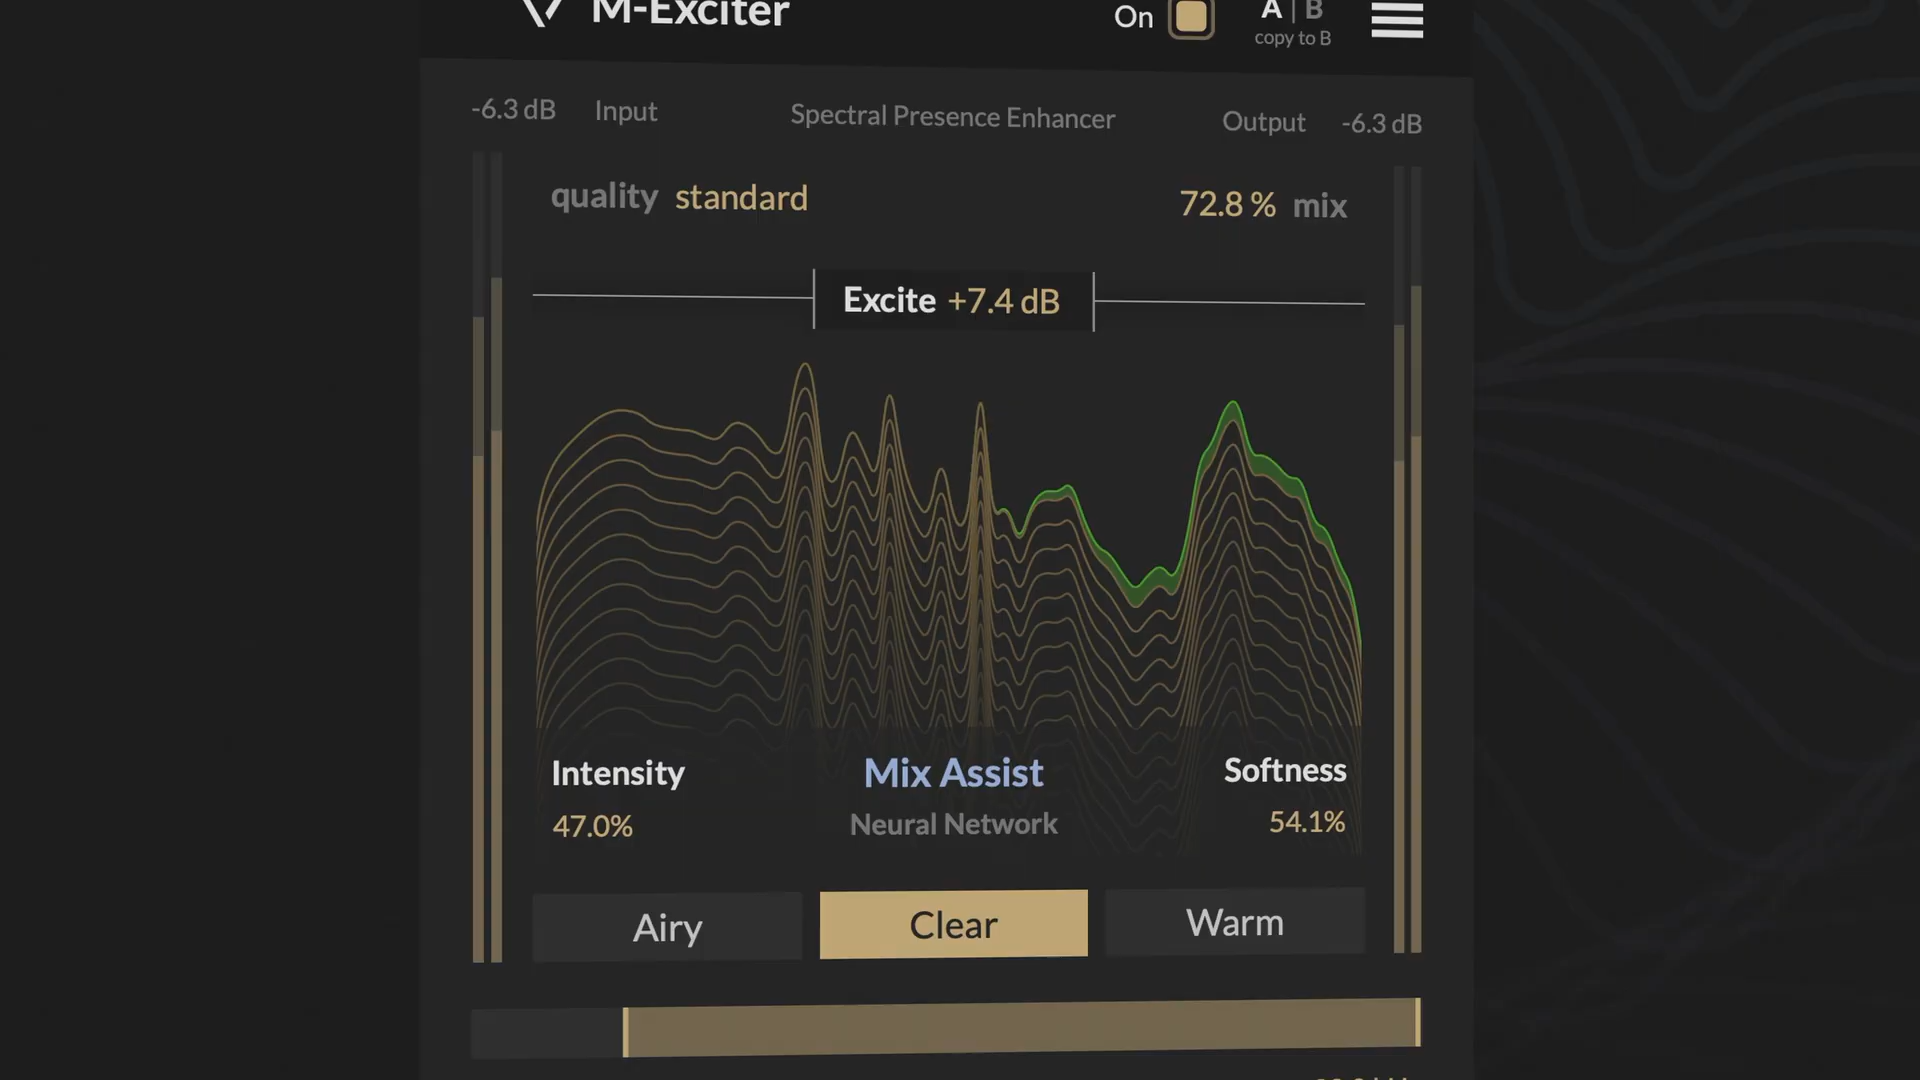 M-Exciter
On
A | B
copy to B
-6.3 dB Input Spectral Presence Enhancer Output -6.3 dB
quality standard 72.8 % mix
Excite +7.4 dB
Intensity Mix Assist Softness
47.0% Neural Network 54.1%
Airy Clear Warm